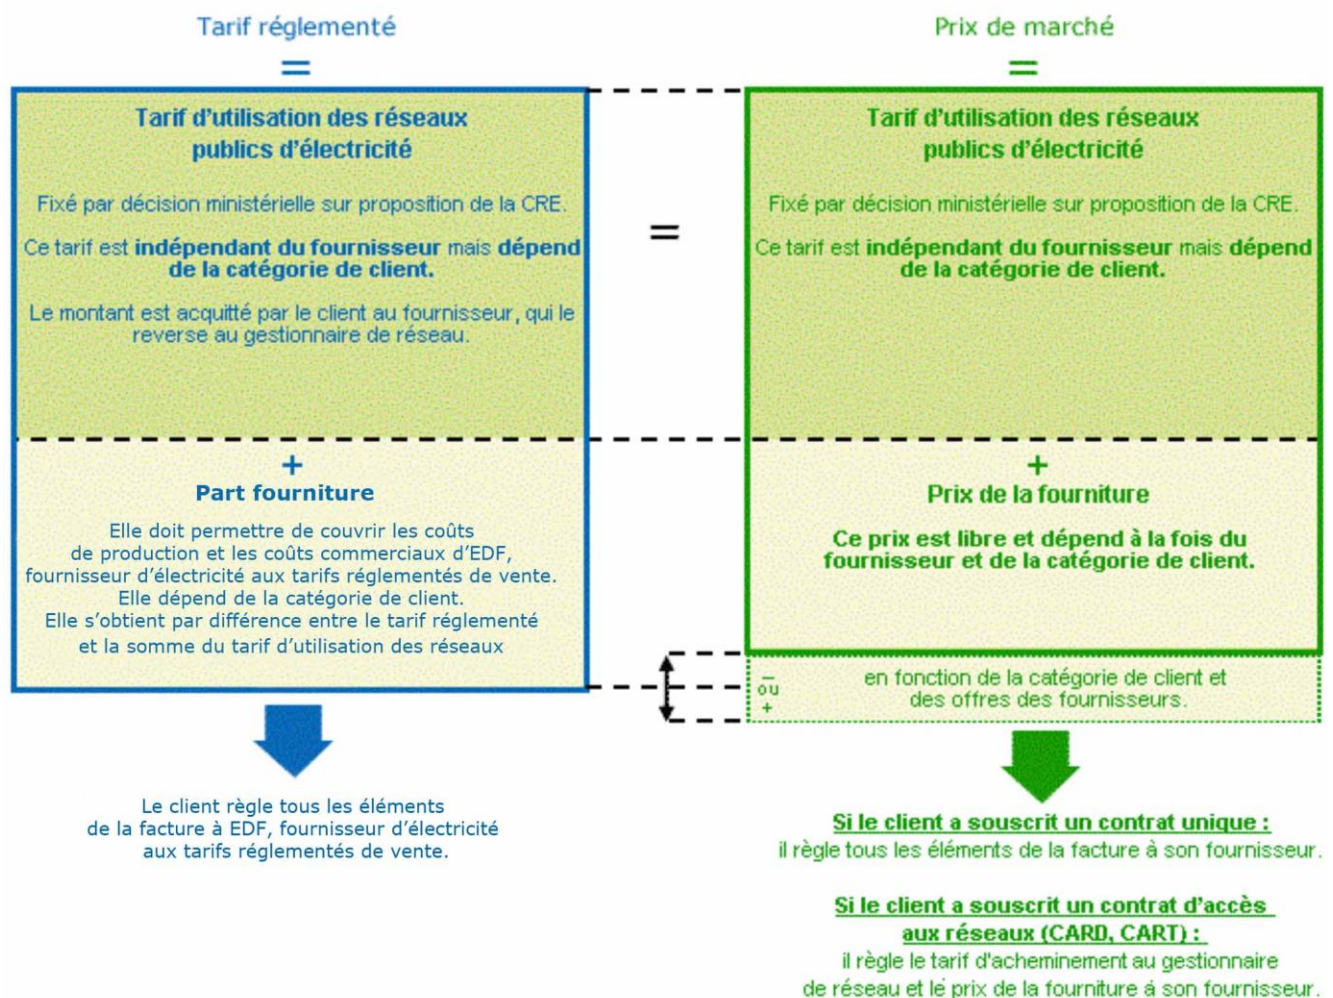 Tarif réglementé
=
Tarif d'utilisation des réseaux
publics d'électricité
Fixé par décision ministérielle sur proposition de la CRE.
Ce tarif est indépendant du fournisseur mais dépend
de la catégorie de client.
Le montant est acquitté par le client au fournisseur, qui le
reverse au gestionnaire de réseau.
+
Part fourniture
Elle doit permettre de couvrir les coûts
de production et les coûts commerciaux d'EDF,
fournisseur d'électricité aux tarifs réglementés de vente.
Elle dépend de la catégorie de client.
Elle s'obtient par différence entre le tarif réglementé
et la somme du tarif d'utilisation des réseaux
Le client règle tous les éléments
de la facture à EDF, fournisseur d'électricité
aux tarifs réglementés de vente.
=
Prix de marché
=
Tarif d'utilisation des réseaux
publics d'électricité
Fixé par décision ministérielle sur proposition de la CRE.
Ce tarif est indépendant du fournisseur mais dépend
de la catégorie de client.
+
Prix de la fourniture
Ce prix est libre et dépend à la fois du
fournisseur et de la catégorie de client.
–
ou
+
en fonction de la catégorie de client et
des offres des fournisseurs.
Si le client a souscrit un contrat unique :
il règle tous les éléments de la facture à son fournisseur.
Si le client a souscrit un contrat d'accès
aux réseaux (CARD, CART) :
il règle le tarif d'acheminement au gestionnaire
de réseau et le prix de la fourniture à son fournisseur.